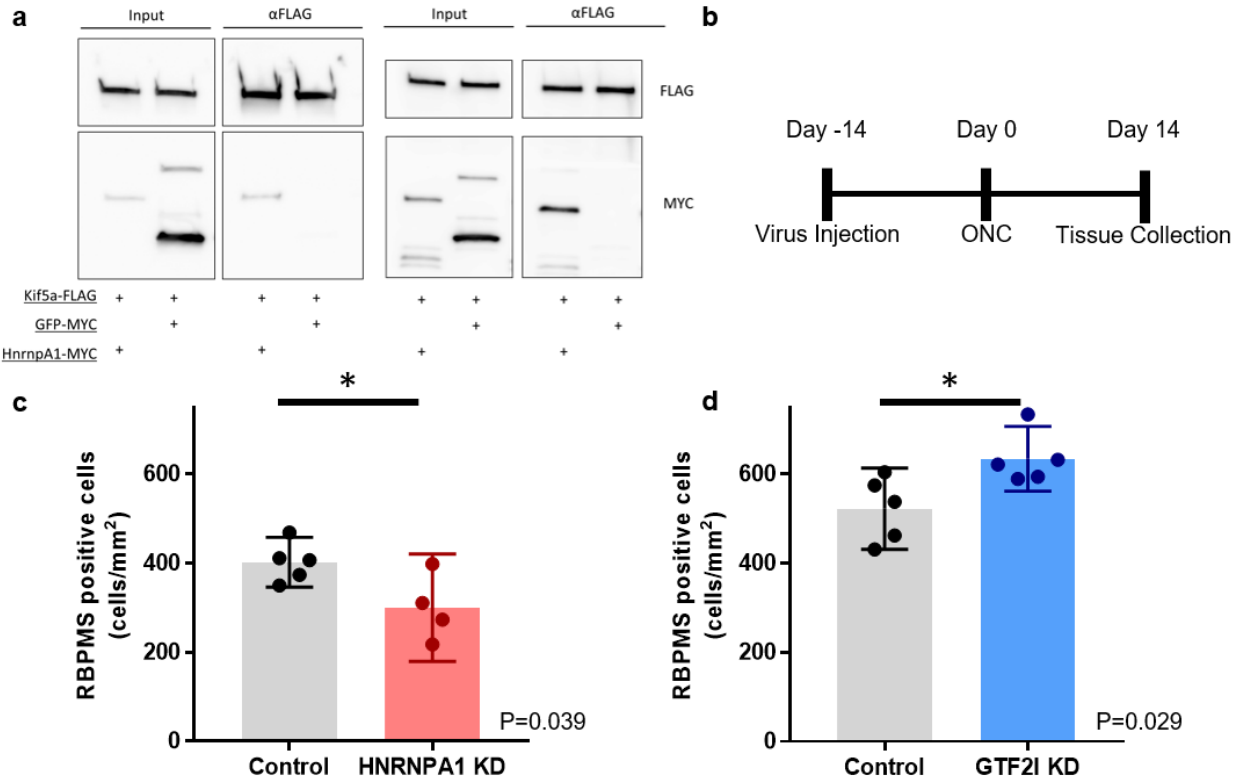 a
Input αFLAG Input αFLAG
FLAG
MYC
Kif5a-FLAG + + + + + + + +
GFP-MYC + + + +
HnrnpA1-MYC + + + +
b
Day -14 Day 0 Day 14
Virus Injection ONC Tissue Collection
c
*
RBPMS positive cells
(cells/mm²)
600
400
200
0
P=0.039
Control HNRNPA1 KD
d
*
RBPMS positive cells
(cells/mm²)
600
400
200
0
P=0.029
Control GTF2I KD